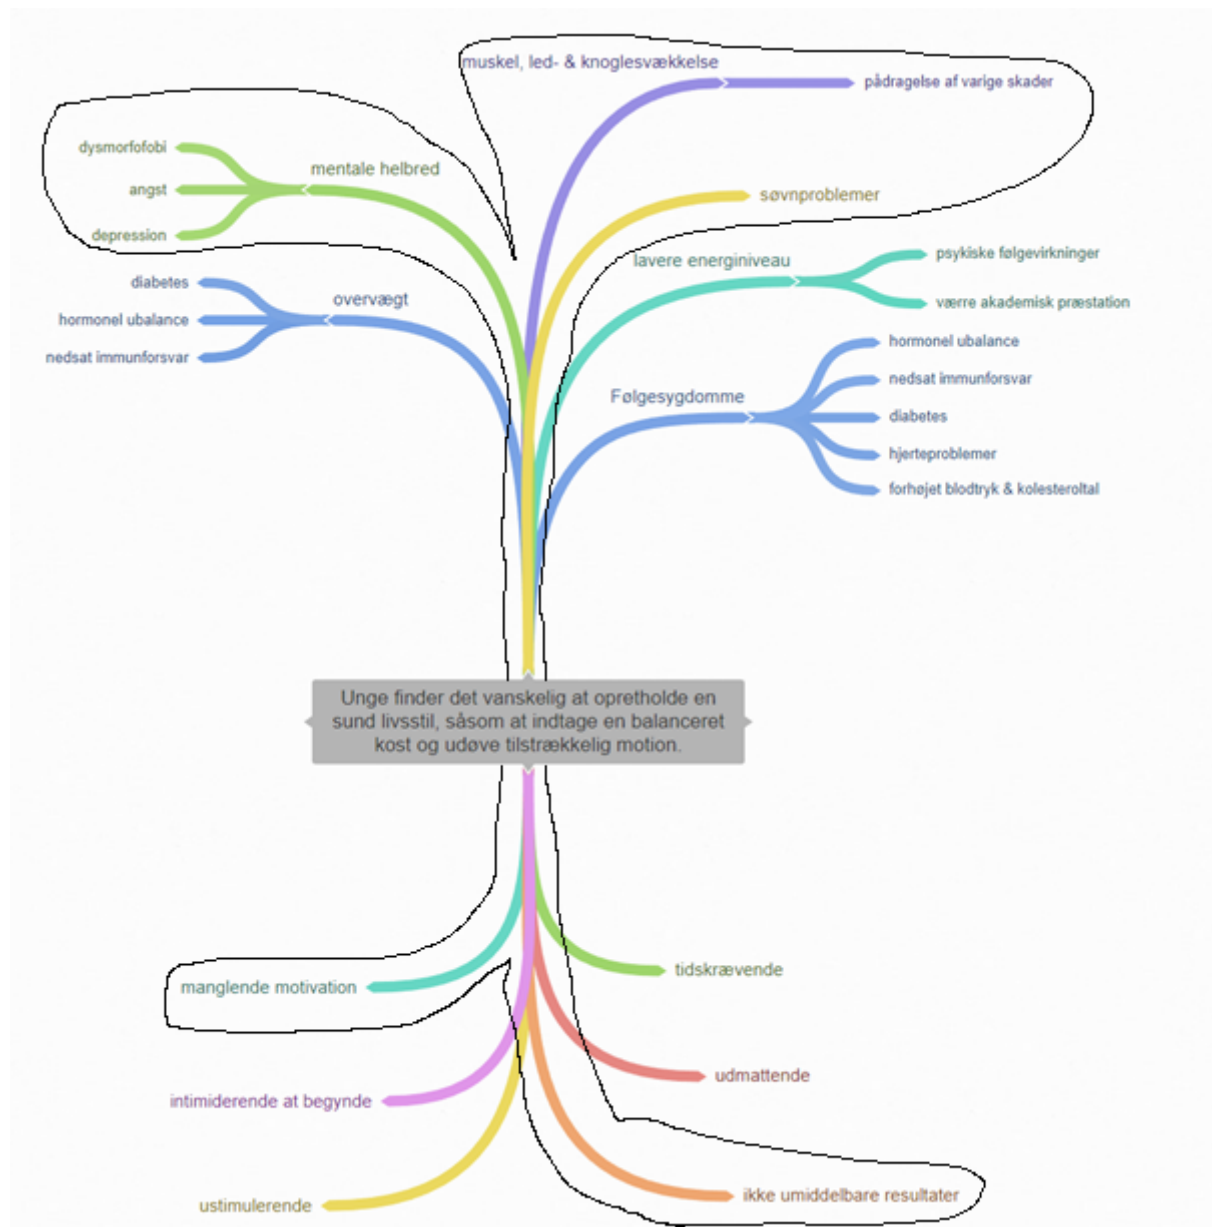 muskel, led- & knoglesvækkelse
pådragelse af varige skader
dysmorfofobi
mentale helbred
angst
depression
søvnproblemer
lavere energiniveau
psykiske følgevirkninger
værre akademisk præstation
diabetes
overvægt
hormonel ubalance
nedsat immunforsvar
Følgesygdomme
hormonel ubalance
nedsat immunforsvar
diabetes
hjerteproblemer
forhøjet blodtryk & kolesteroltal
Unge finder det vanskelig at opretholde en
sund livsstil, såsom at indtage en balanceret
kost og udøve tilstrækkelig motion.
manglende motivation
tidskrævende
intimiderende at begynde
udmattende
ustimulerende
ikke umiddelbare resultater